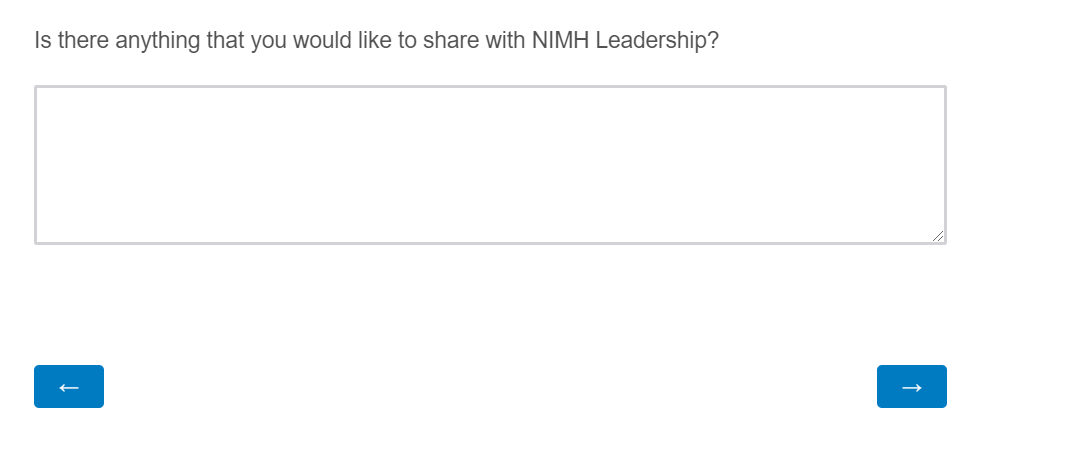 Is there anything that you would like to share with NIMH Leadership?
←
→